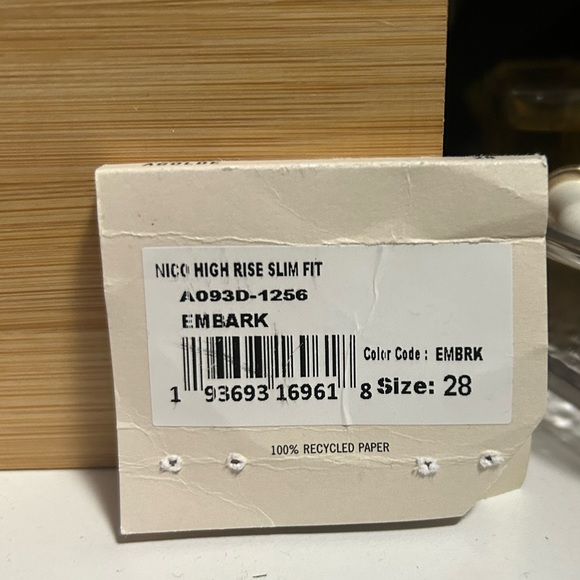 NICO HIGH RISE SLIM FIT
A093D-1256
EMBARK
Color Code : EMBRK
1 93693 16961 8 Size: 28
100% RECYCLED PAPER